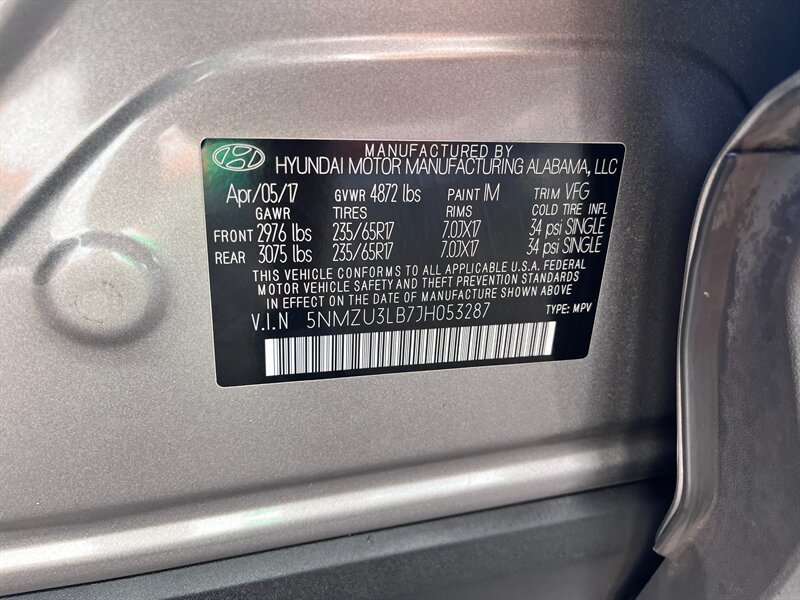 MANUFACTURED BY
HYUNDAI MOTOR MANUFACTURING ALABAMA, LLC
Apr/05/17 GVWR 4872 lbs PAINT IM TRIM VFG
GAWR TIRES RIMS COLD TIRE INFL
FRONT 2976 lbs 235/65R17 7.0JX17 34 psi SINGLE
REAR 3075 lbs 235/65R17 7.0JX17 34 psi SINGLE
THIS VEHICLE CONFORMS TO ALL APPLICABLE U.S.A. FEDERAL
MOTOR VEHICLE SAFETY AND THEFT PREVENTION STANDARDS
IN EFFECT ON THE DATE OF MANUFACTURE SHOWN ABOVE
V.I.N 5NMZU3LB7JH053287 TYPE: MPV